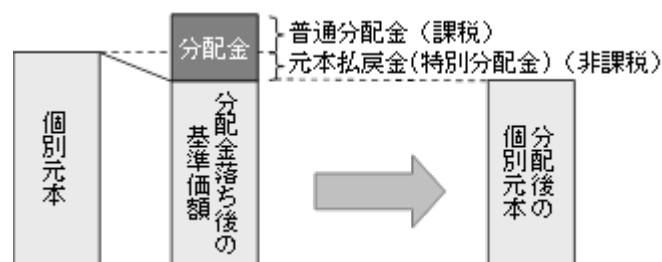 分配金
普通分配金（課税）
元本払戻金(特別分配金)（非課税）
個別元本
分配金落ち後の
基準価額
分配後の
個別元本